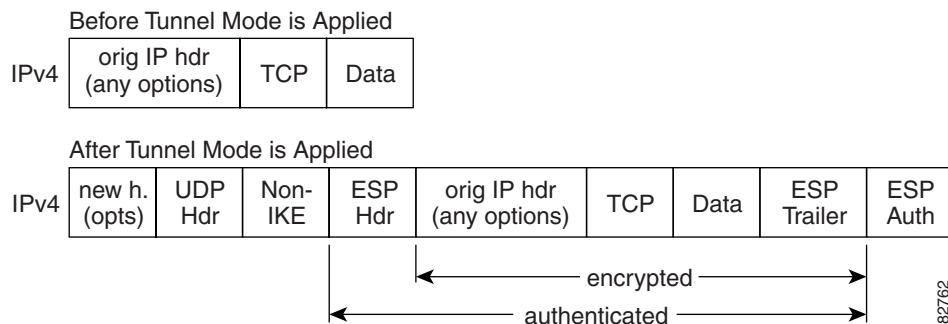 Before Tunnel Mode is Applied
IPv4
orig IP hdr
(any options)
TCP
Data
After Tunnel Mode is Applied
IPv4
new h.
(opts)
UDP
Hdr
Non-
IKE
ESP
Hdr
orig IP hdr
(any options)
TCP
Data
ESP
Trailer
ESP
Auth
encrypted
authenticated
82762